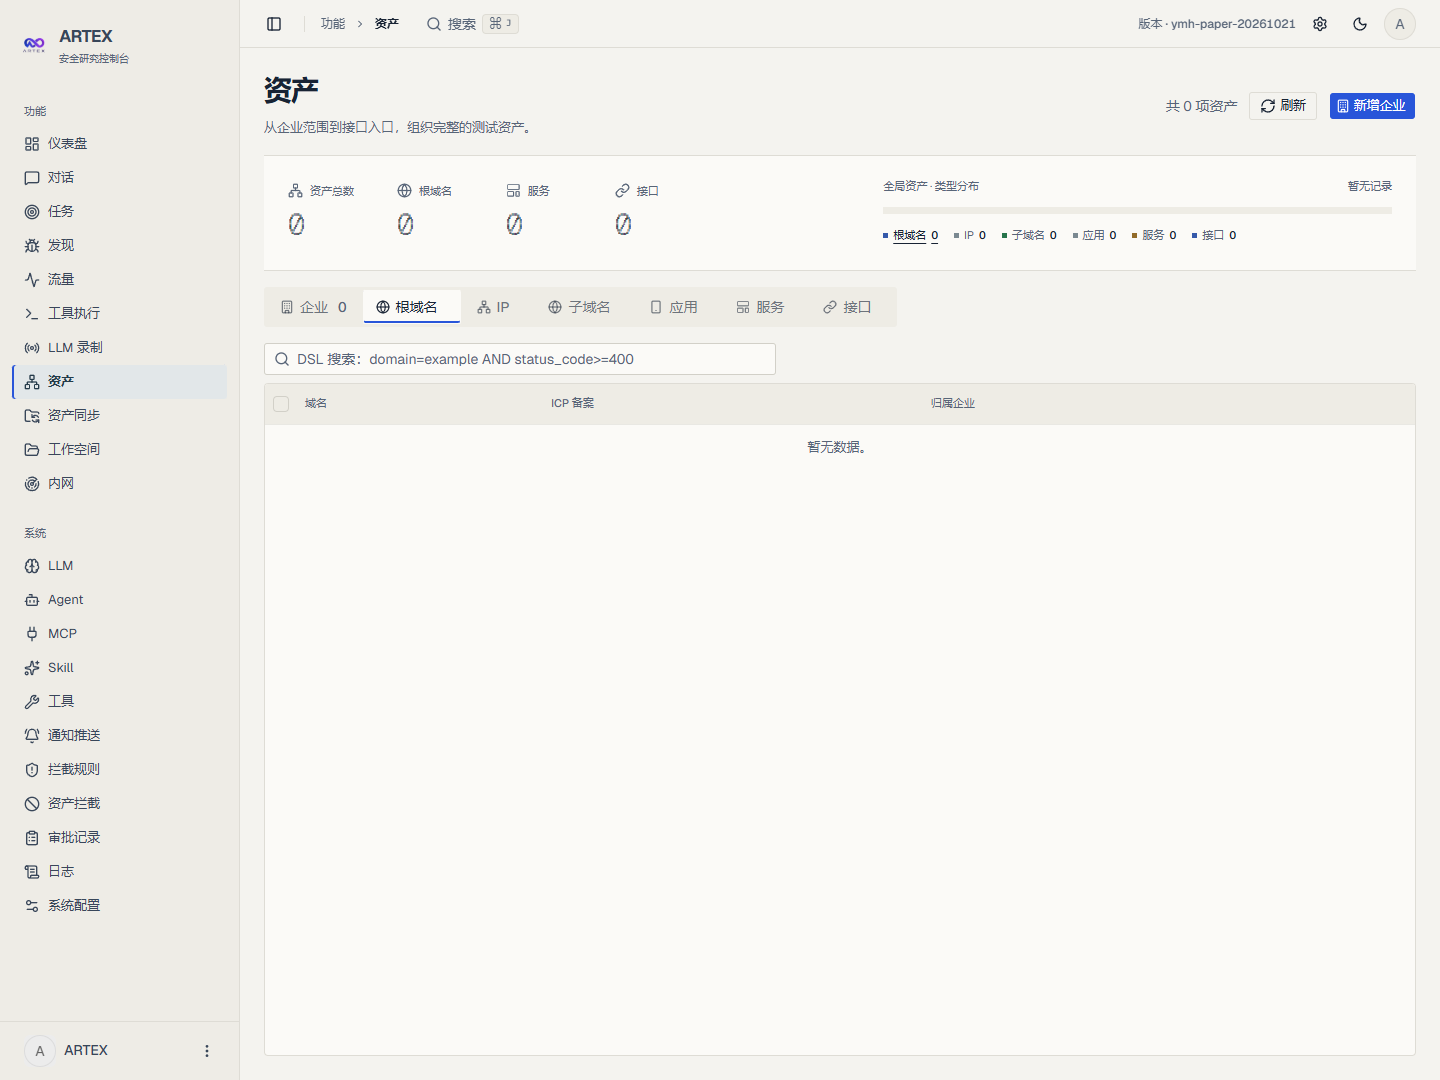 ARTEX
安全研究控制台
功能
仪表盘
对话
任务
发现
流量
工具执行
LLM 录制
资产
资产同步
工作空间
内网
系统
LLM
Agent
MCP
Skill
工具
通知推送
拦截规则
资产拦截
审批记录
日志
系统配置
A ARTEX
功能 > 资产 搜索 ⌘ J
版本 · ymh-paper-20261021 A
资产
从企业范围到接口入口，组织完整的测试资产。
共 0 项资产 刷新 新增企业
资产总数 根域名 服务 接口
0 0 0 0
全局资产 · 类型分布 暂无记录
根域名 0 IP 0 子域名 0 应用 0 服务 0 接口 0
企业 0 根域名 IP 子域名 应用 服务 接口
DSL 搜索：domain=example AND status_code>=400
域名 ICP 备案 归属企业
暂无数据。